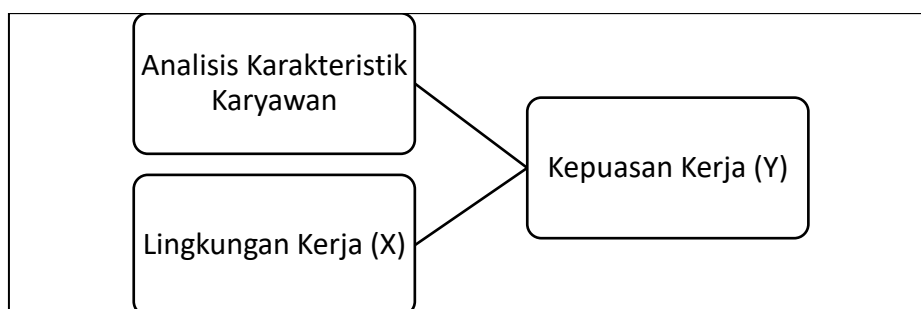 Analisis Karakteristik
Karyawan
Kepuasan Kerja (Y)
Lingkungan Kerja (X)